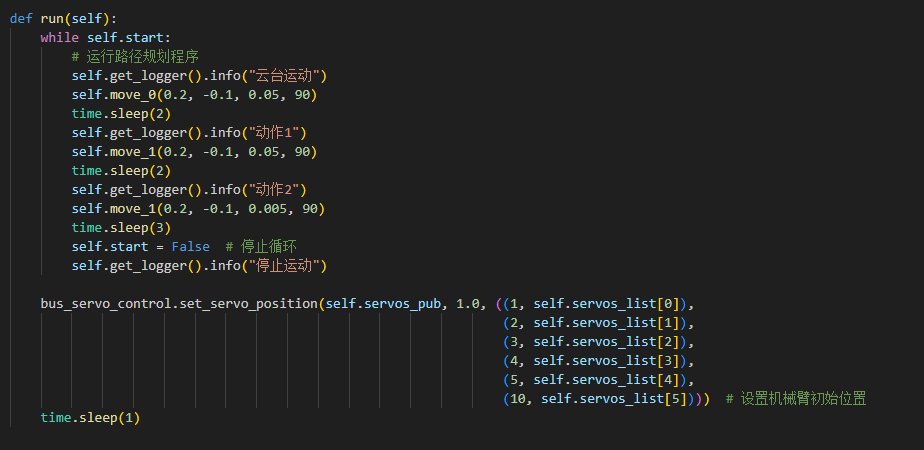 def run(self):
while self.start:
# 运行路径规划程序
self.get_logger().info("云台运动")
self.move_0(0.2, -0.1, 0.05, 90)
time.sleep(2)
self.get_logger().info("动作1")
self.move_1(0.2, -0.1, 0.05, 90)
time.sleep(2)
self.get_logger().info("动作2")
self.move_1(0.2, -0.1, 0.005, 90)
time.sleep(3)
self.start = False  # 停止循环
self.get_logger().info("停止运动")
bus_servo_control.set_servo_position(self.servos_pub, 1.0, ((1, self.servos_list[0]),
(2, self.servos_list[1]),
(3, self.servos_list[2]),
(4, self.servos_list[3]),
(5, self.servos_list[4]),
(10, self.servos_list[5])))  # 设置机械臂初始位置
time.sleep(1)